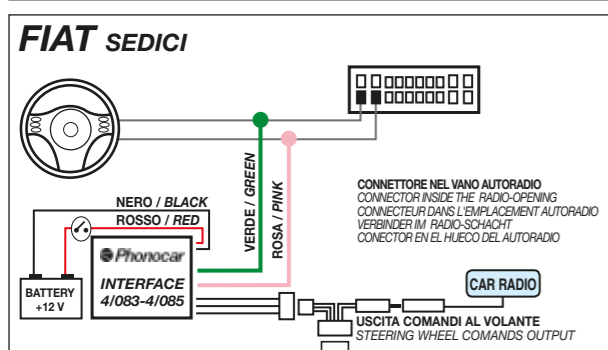 FIAT SEDICI
VERDE / GREEN
ROSA / PINK
NERO / BLACK
ROSSO / RED
CONNETTORE NEL VANO AUTORADIO
CONNECTOR INSIDE THE RADIO-OPENING
CONNECTEUR DANS L'EMPLACEMENT AUTORADIO
VERBINDER IM RADIO-SCHACHT
CONECTOR EN EL HUECO DEL AUTORADIO
Phonocar
INTERFACE
4/083-4/085
BATTERY
+12 V
CAR RADIO
USCITA COMANDI AL VOLANTE
STEERING WHEEL COMANDS OUTPUT